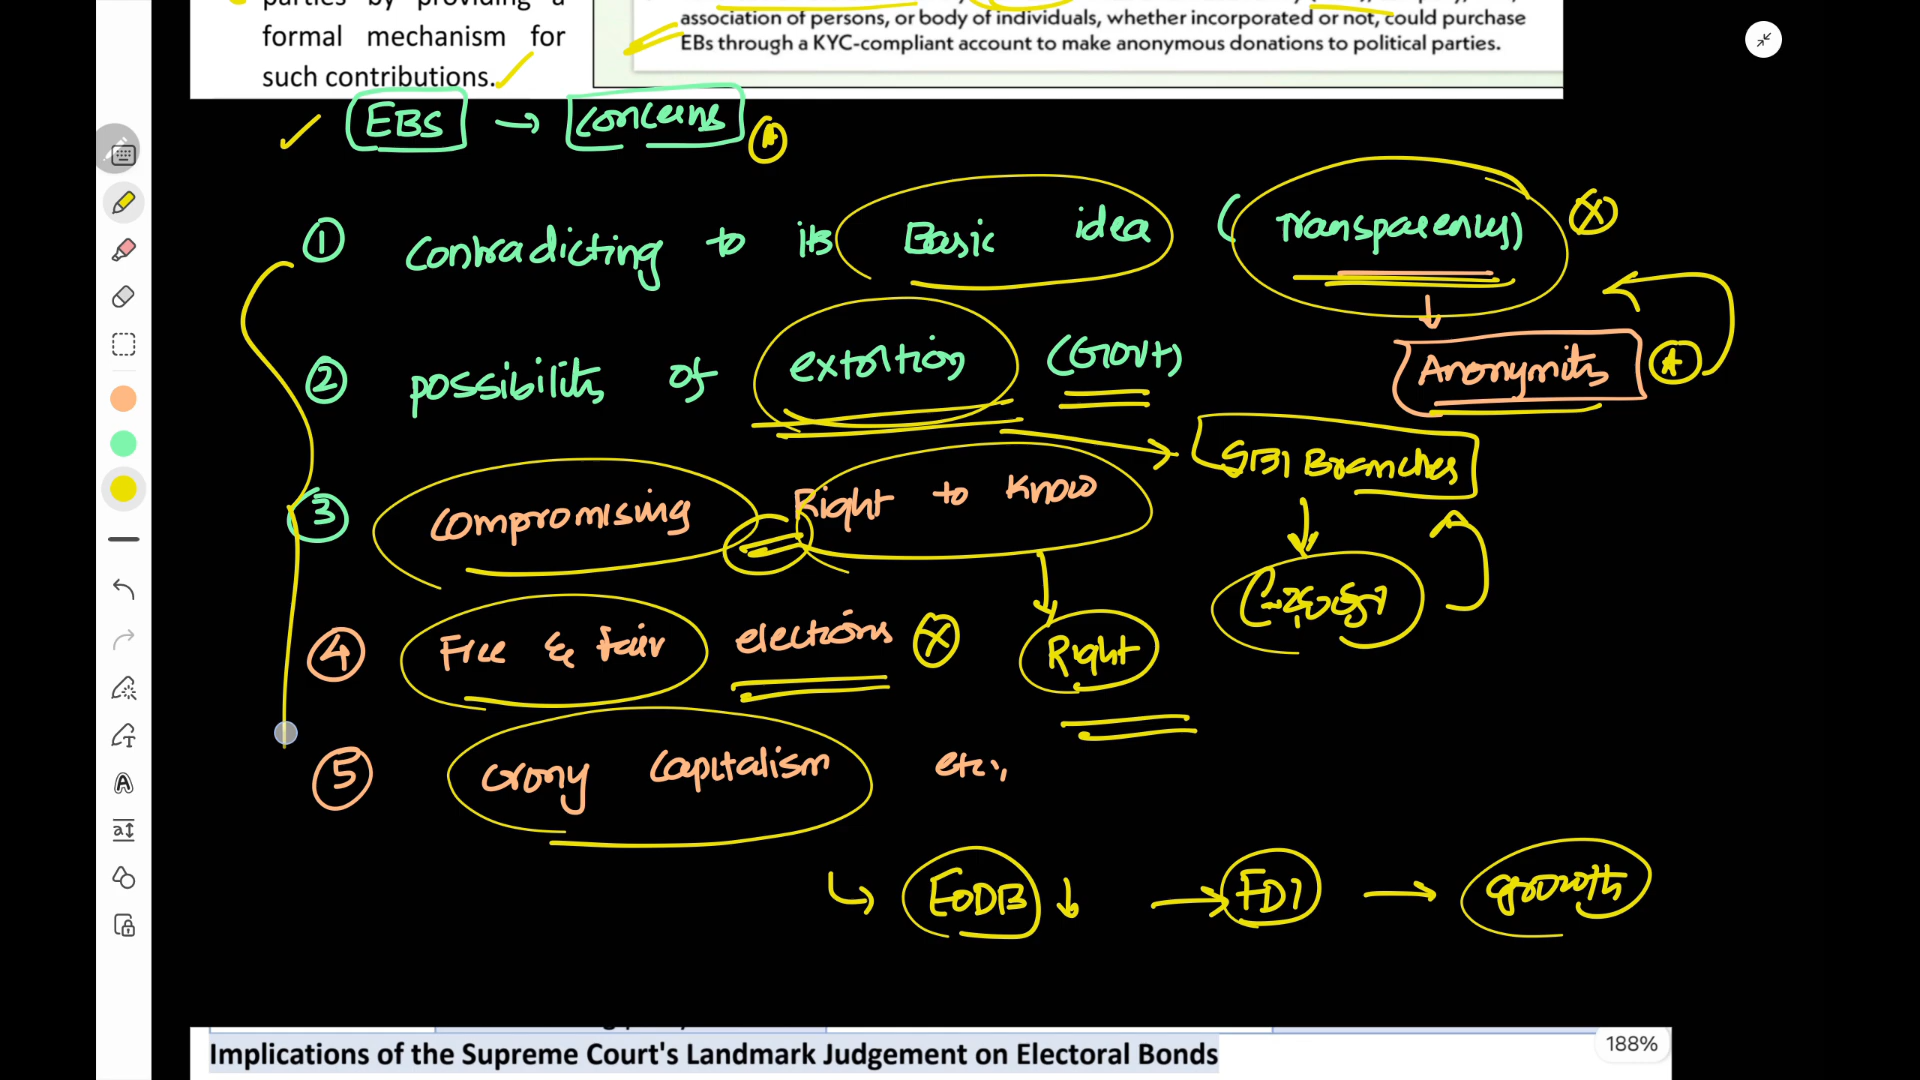 parties by providing a
formal mechanism for
such contributions.
association of persons, or body of individuals, whether incorporated or not, could purchase
EBs through a KYC-compliant account to make anonymous donations to political parties.
EBS → Concerns
① Contradicting to its Basic idea (Transparency)
Anonymity
② possibility of extortion (Govt)
SBI Branches
③ Compromising Right to Know
④ Free & fair elections
Right
⑤ Crony Capitalism etc.,
EODB ↓ → FDI → growth
Implications of the Supreme Court's Landmark Judgement on Electoral Bonds
188%